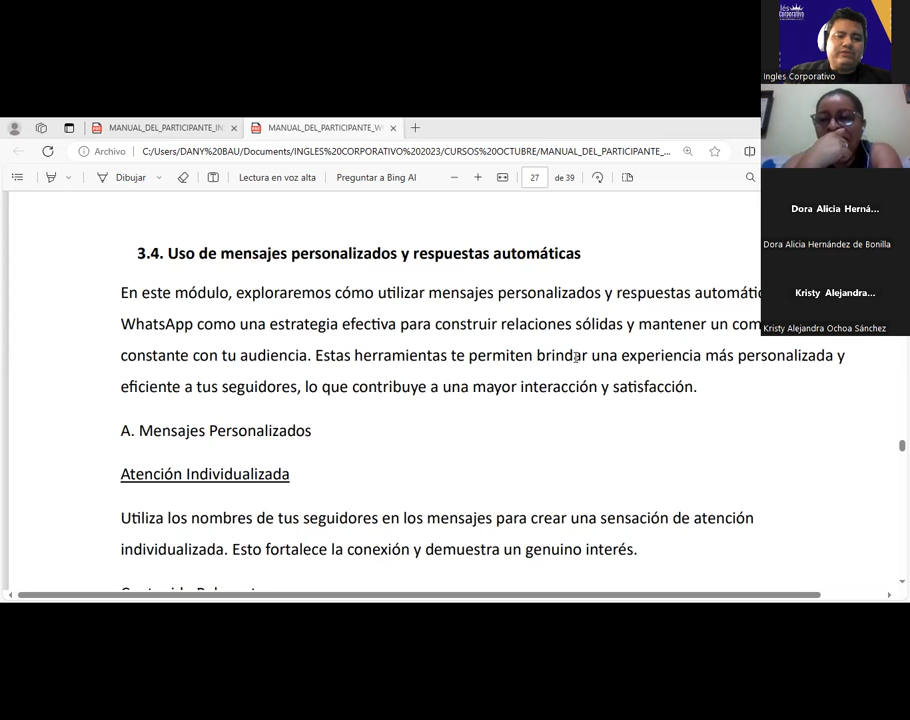 lés
Corporativo
Ingles Corporativo
MANUAL_DEL_PARTICIPANTE_IN
MANUAL_DEL_PARTICIPANTE_W
Archivo
C:/Users/DANY%20BAU/Documents/INGLES%20CORPORATIVO%202023/CURSOS%20OCTUBRE/MANUAL_DEL_PARTICIPANTE_...
Dibujar
Lectura en voz alta
Preguntar a Bing AI
27
de 39
Dora Alicia Herná...
Dora Alicia Hernández de Bonilla
Kristy Alejandra...
Kristy Alejandra Ochoa Sánchez
3.4. Uso de mensajes personalizados y respuestas automáticas
En este módulo, exploraremos cómo utilizar mensajes personalizados y respuestas automátic
WhatsApp como una estrategia efectiva para construir relaciones sólidas y mantener un com
constante con tu audiencia. Estas herramientas te permiten brindar una experiencia más personalizada y
eficiente a tus seguidores, lo que contribuye a una mayor interacción y satisfacción.
A. Mensajes Personalizados
Atención Individualizada
Utiliza los nombres de tus seguidores en los mensajes para crear una sensación de atención
individualizada. Esto fortalece la conexión y demuestra un genuino interés.